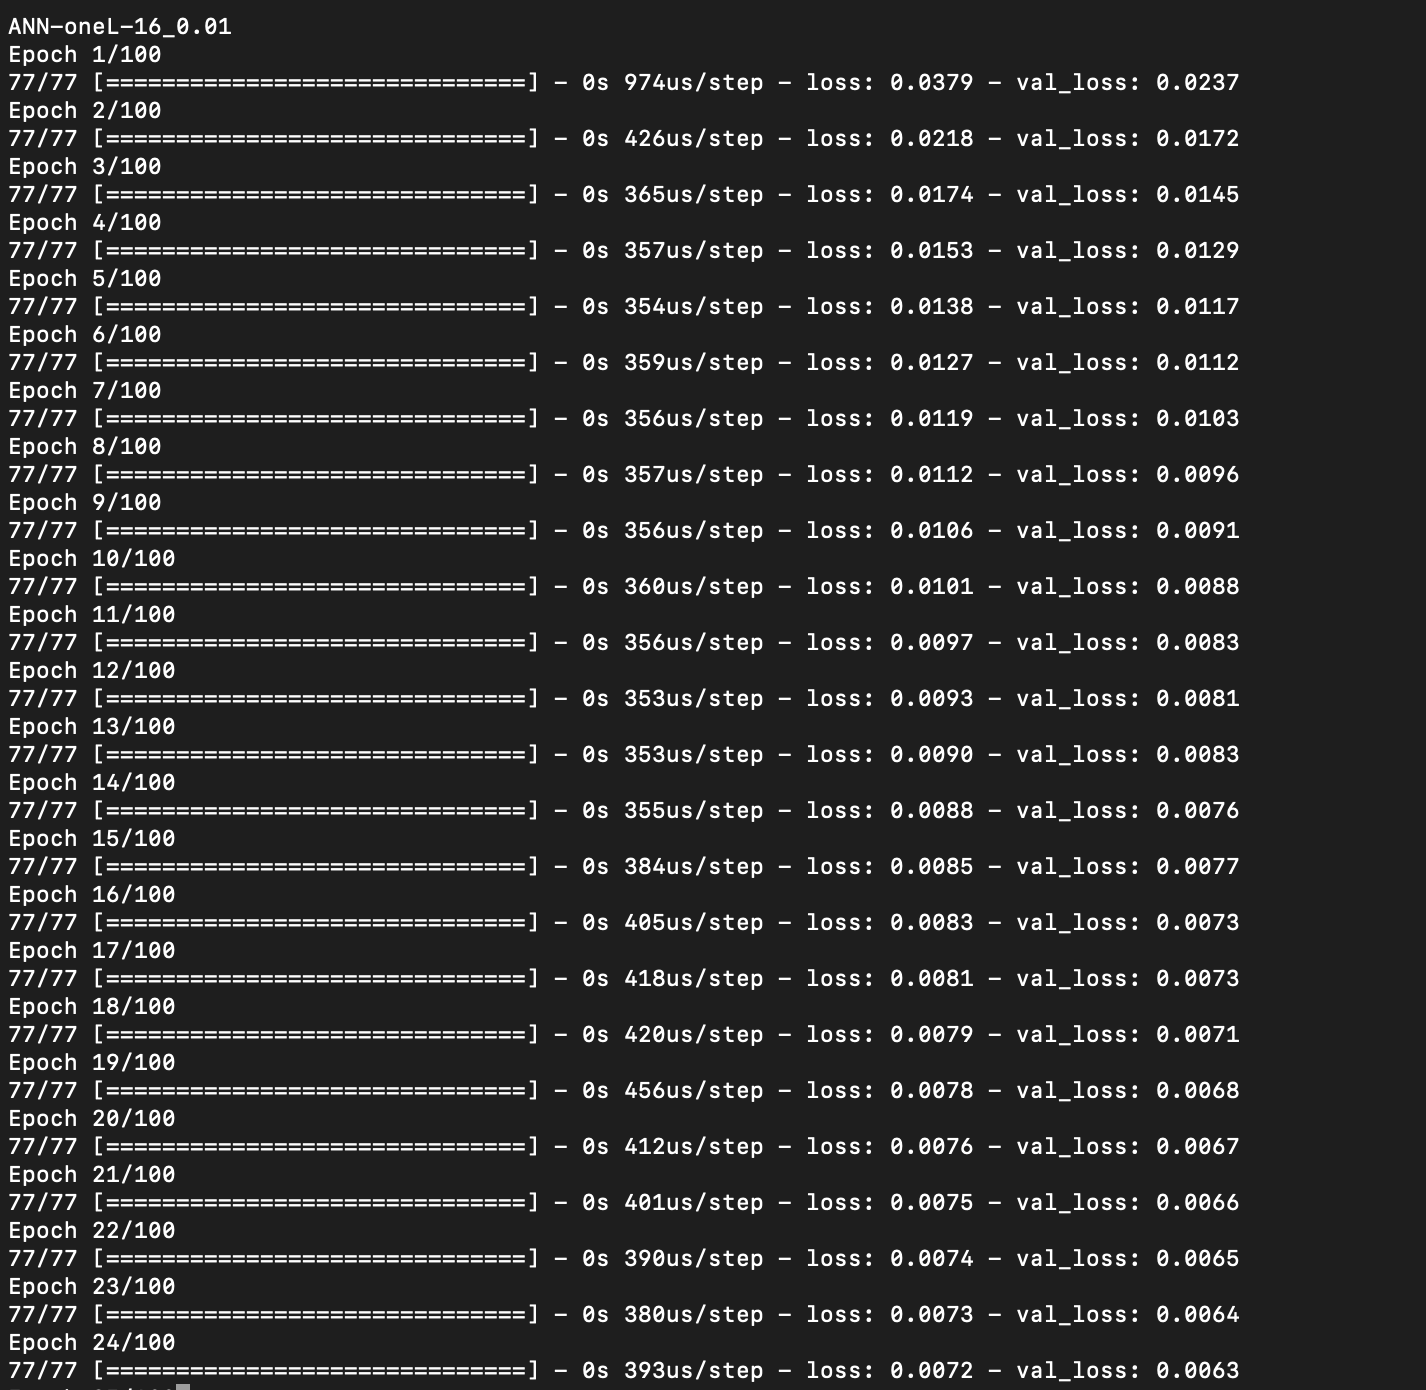 ANN-oneL-16_0.01
Epoch 1/100
77/77 [==============================] - 0s 974us/step - loss: 0.0379 - val_loss: 0.0237
Epoch 2/100
77/77 [==============================] - 0s 426us/step - loss: 0.0218 - val_loss: 0.0172
Epoch 3/100
77/77 [==============================] - 0s 365us/step - loss: 0.0174 - val_loss: 0.0145
Epoch 4/100
77/77 [==============================] - 0s 357us/step - loss: 0.0153 - val_loss: 0.0129
Epoch 5/100
77/77 [==============================] - 0s 354us/step - loss: 0.0138 - val_loss: 0.0117
Epoch 6/100
77/77 [==============================] - 0s 359us/step - loss: 0.0127 - val_loss: 0.0112
Epoch 7/100
77/77 [==============================] - 0s 356us/step - loss: 0.0119 - val_loss: 0.0103
Epoch 8/100
77/77 [==============================] - 0s 357us/step - loss: 0.0112 - val_loss: 0.0096
Epoch 9/100
77/77 [==============================] - 0s 356us/step - loss: 0.0106 - val_loss: 0.0091
Epoch 10/100
77/77 [==============================] - 0s 360us/step - loss: 0.0101 - val_loss: 0.0088
Epoch 11/100
77/77 [==============================] - 0s 356us/step - loss: 0.0097 - val_loss: 0.0083
Epoch 12/100
77/77 [==============================] - 0s 353us/step - loss: 0.0093 - val_loss: 0.0081
Epoch 13/100
77/77 [==============================] - 0s 353us/step - loss: 0.0090 - val_loss: 0.0083
Epoch 14/100
77/77 [==============================] - 0s 355us/step - loss: 0.0088 - val_loss: 0.0076
Epoch 15/100
77/77 [==============================] - 0s 384us/step - loss: 0.0085 - val_loss: 0.0077
Epoch 16/100
77/77 [==============================] - 0s 405us/step - loss: 0.0083 - val_loss: 0.0073
Epoch 17/100
77/77 [==============================] - 0s 418us/step - loss: 0.0081 - val_loss: 0.0073
Epoch 18/100
77/77 [==============================] - 0s 420us/step - loss: 0.0079 - val_loss: 0.0071
Epoch 19/100
77/77 [==============================] - 0s 456us/step - loss: 0.0078 - val_loss: 0.0068
Epoch 20/100
77/77 [==============================] - 0s 412us/step - loss: 0.0076 - val_loss: 0.0067
Epoch 21/100
77/77 [==============================] - 0s 401us/step - loss: 0.0075 - val_loss: 0.0066
Epoch 22/100
77/77 [==============================] - 0s 390us/step - loss: 0.0074 - val_loss: 0.0065
Epoch 23/100
77/77 [==============================] - 0s 380us/step - loss: 0.0073 - val_loss: 0.0064
Epoch 24/100
77/77 [==============================] - 0s 393us/step - loss: 0.0072 - val_loss: 0.0063